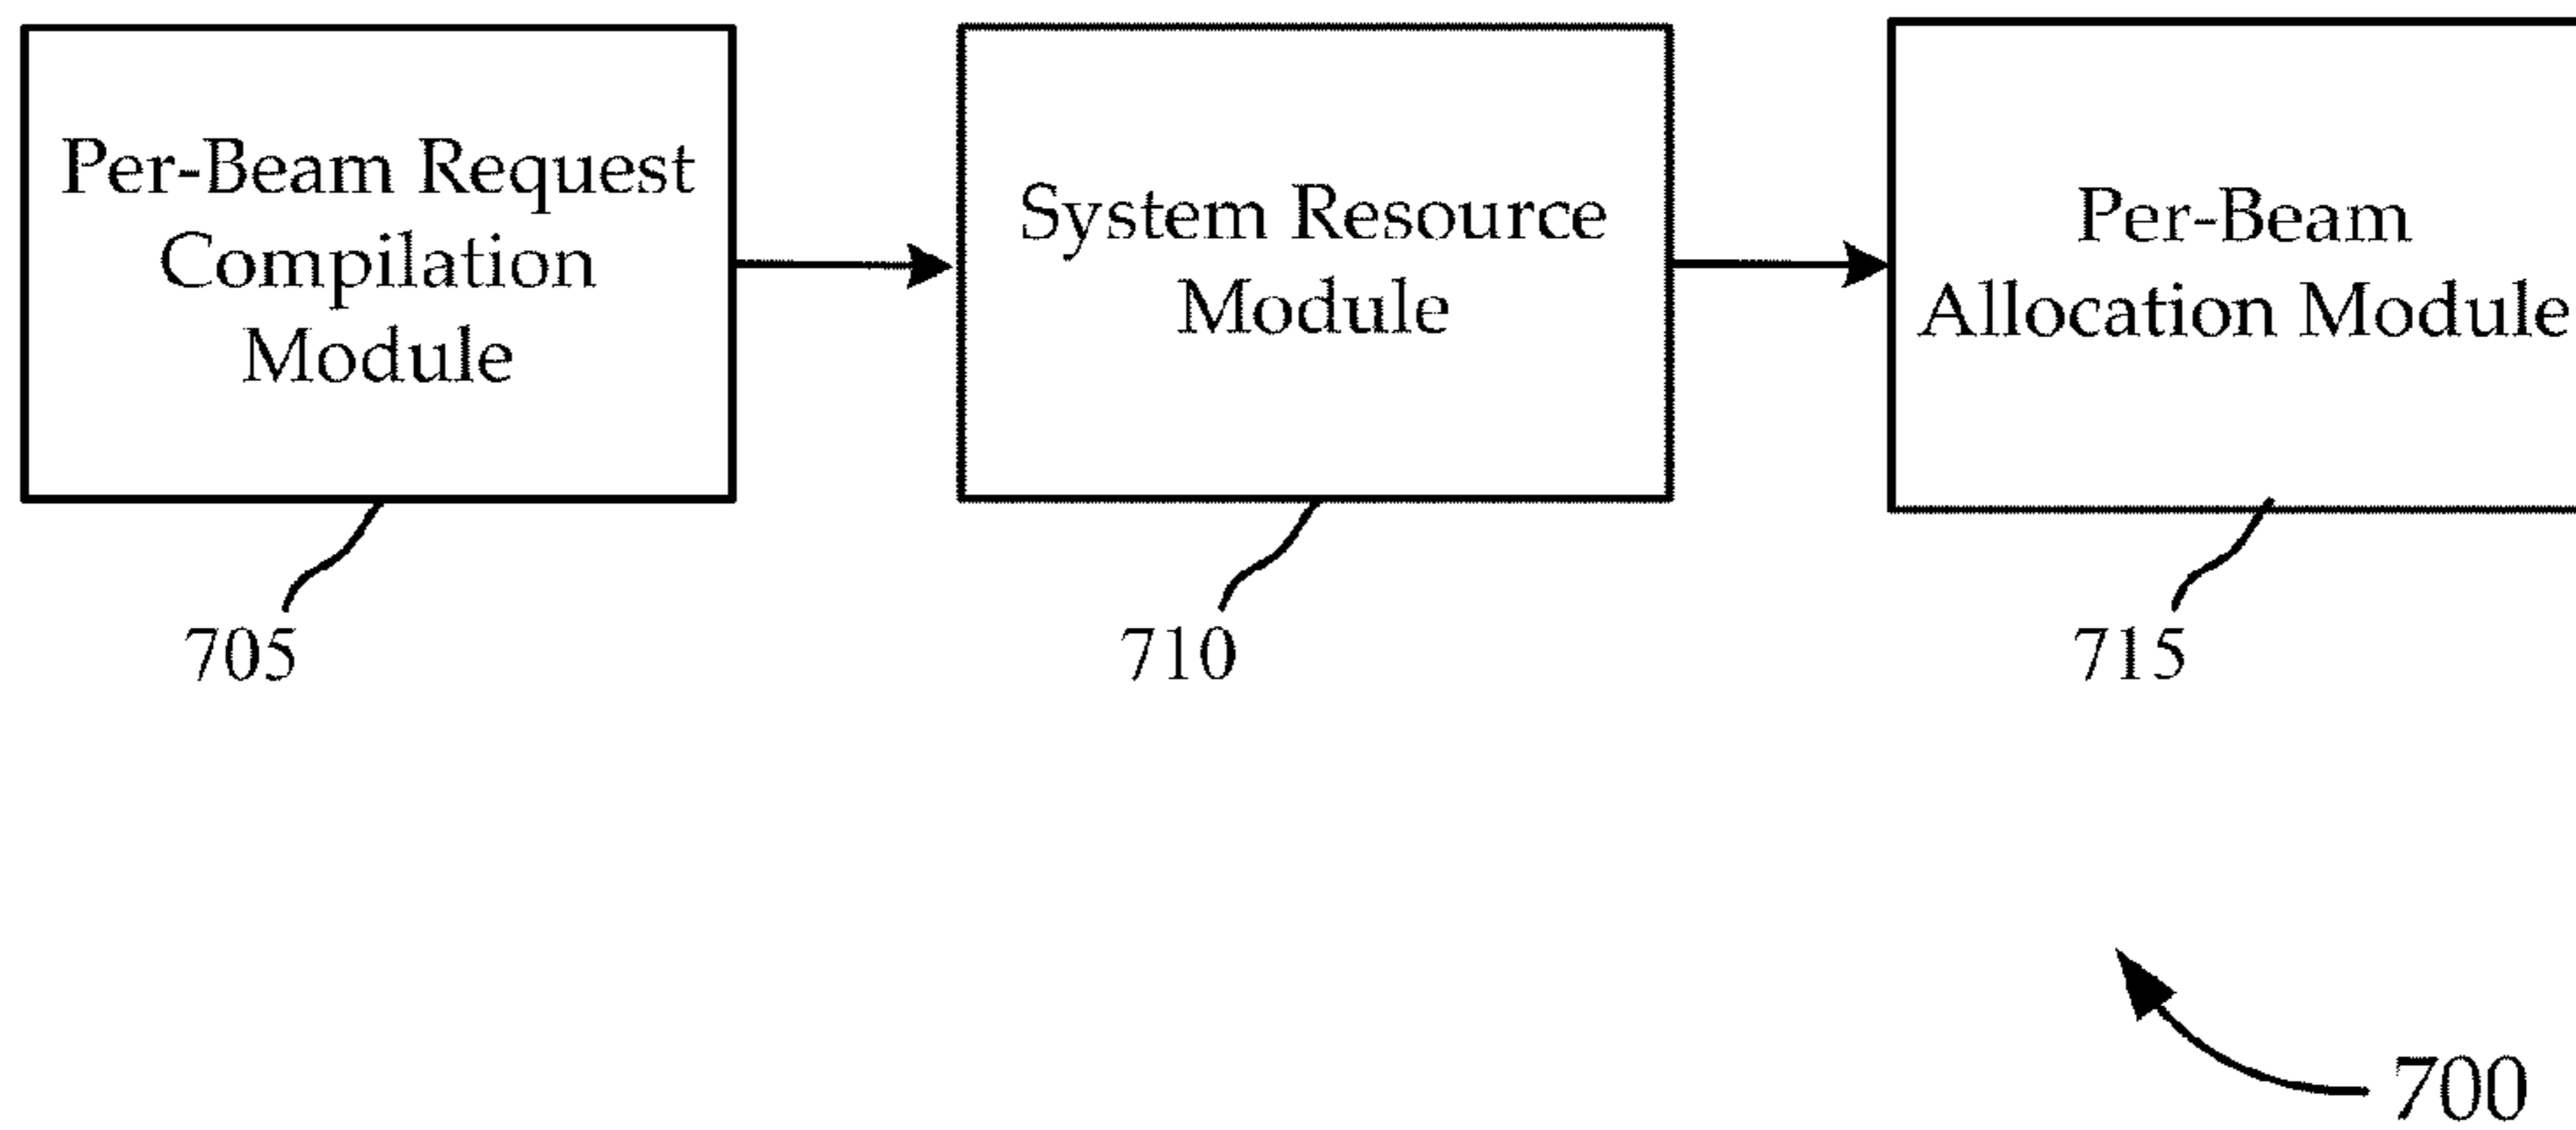 Per-Beam Request
Compilation
Module
System Resource
Module
Per-Beam
Allocation Module
705
710
715
700